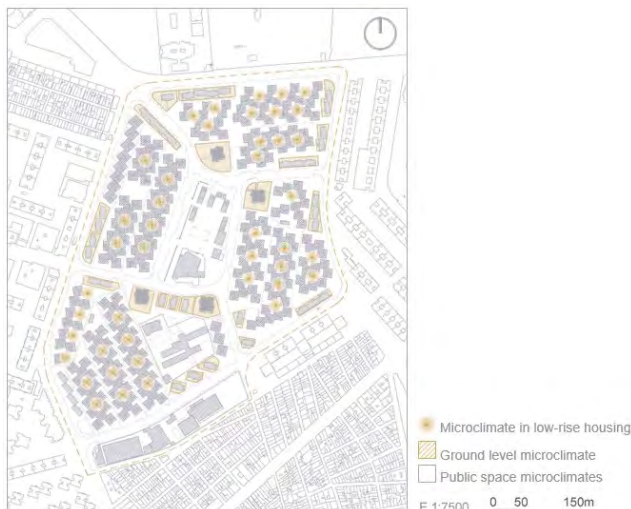 Microclimate in low-rise housing
Ground level microclimate
Public space microclimates
E 1:7500 0 50 150m